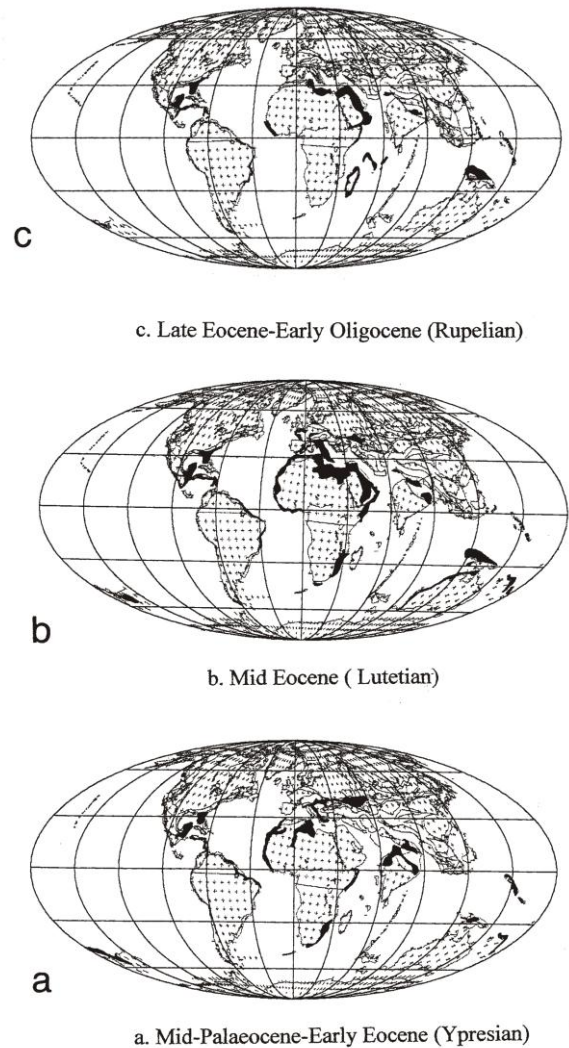 c
c. Late Eocene-Early Oligocene (Rupelian)
b
b. Mid Eocene ( Lutetian)
a
a. Mid-Palaeocene-Early Eocene (Ypresian)